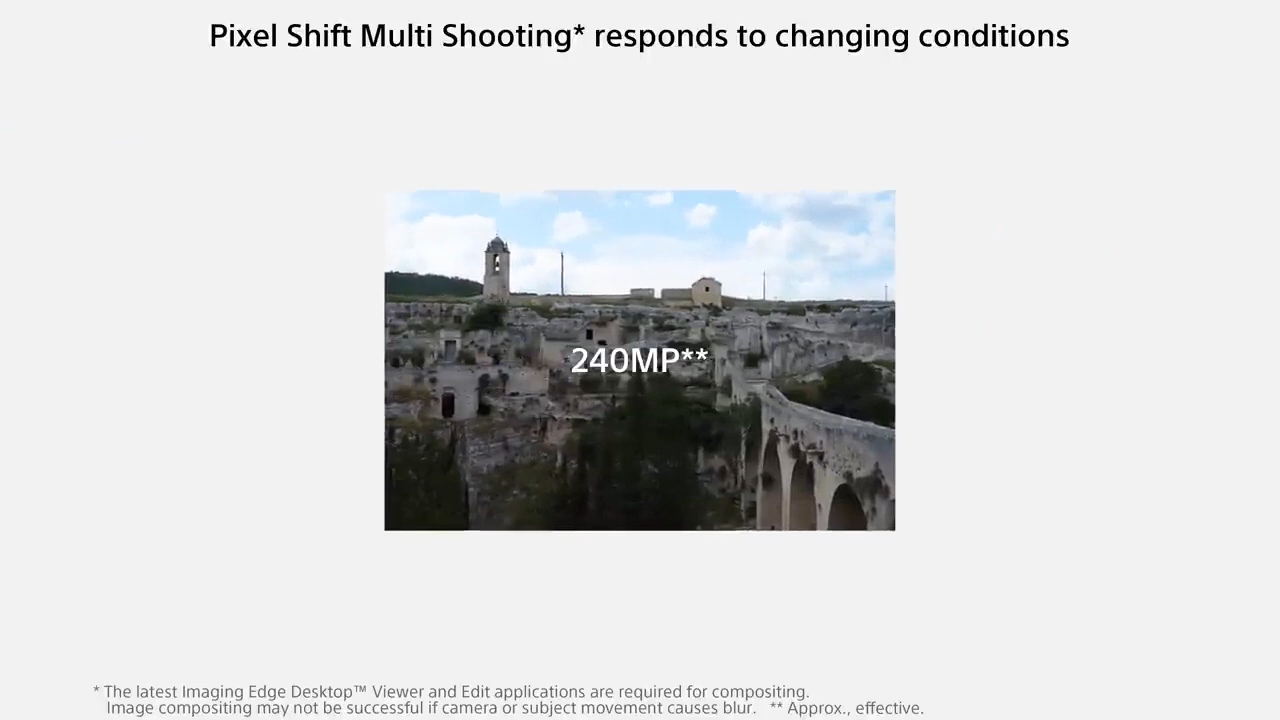 Pixel Shift Multi Shooting* responds to changing conditions
240MP**
* The latest Imaging Edge Desktop™ Viewer and Edit applications are required for compositing.
Image compositing may not be successful if camera or subject movement causes blur. ** Approx., effective.